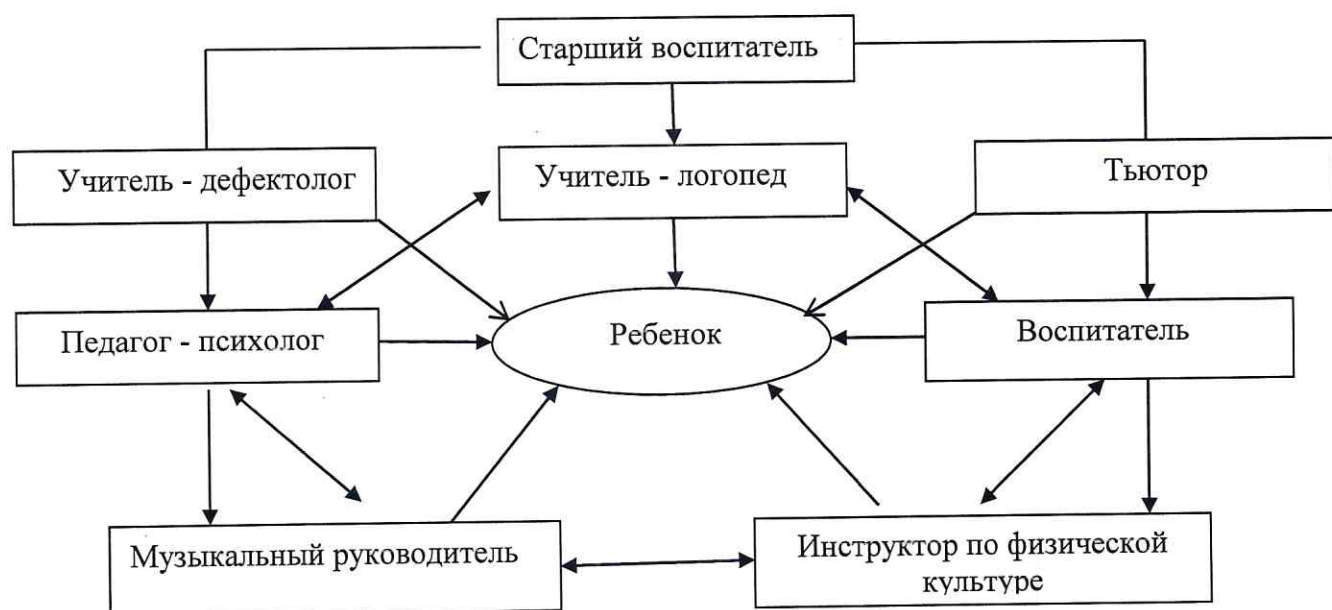 Старший воспитатель
Учитель - дефектолог
Учитель - логопед
Тьютор
Педагог - психолог
Ребенок
Воспитатель
Музыкальный руководитель
Инструктор по физической
культуре